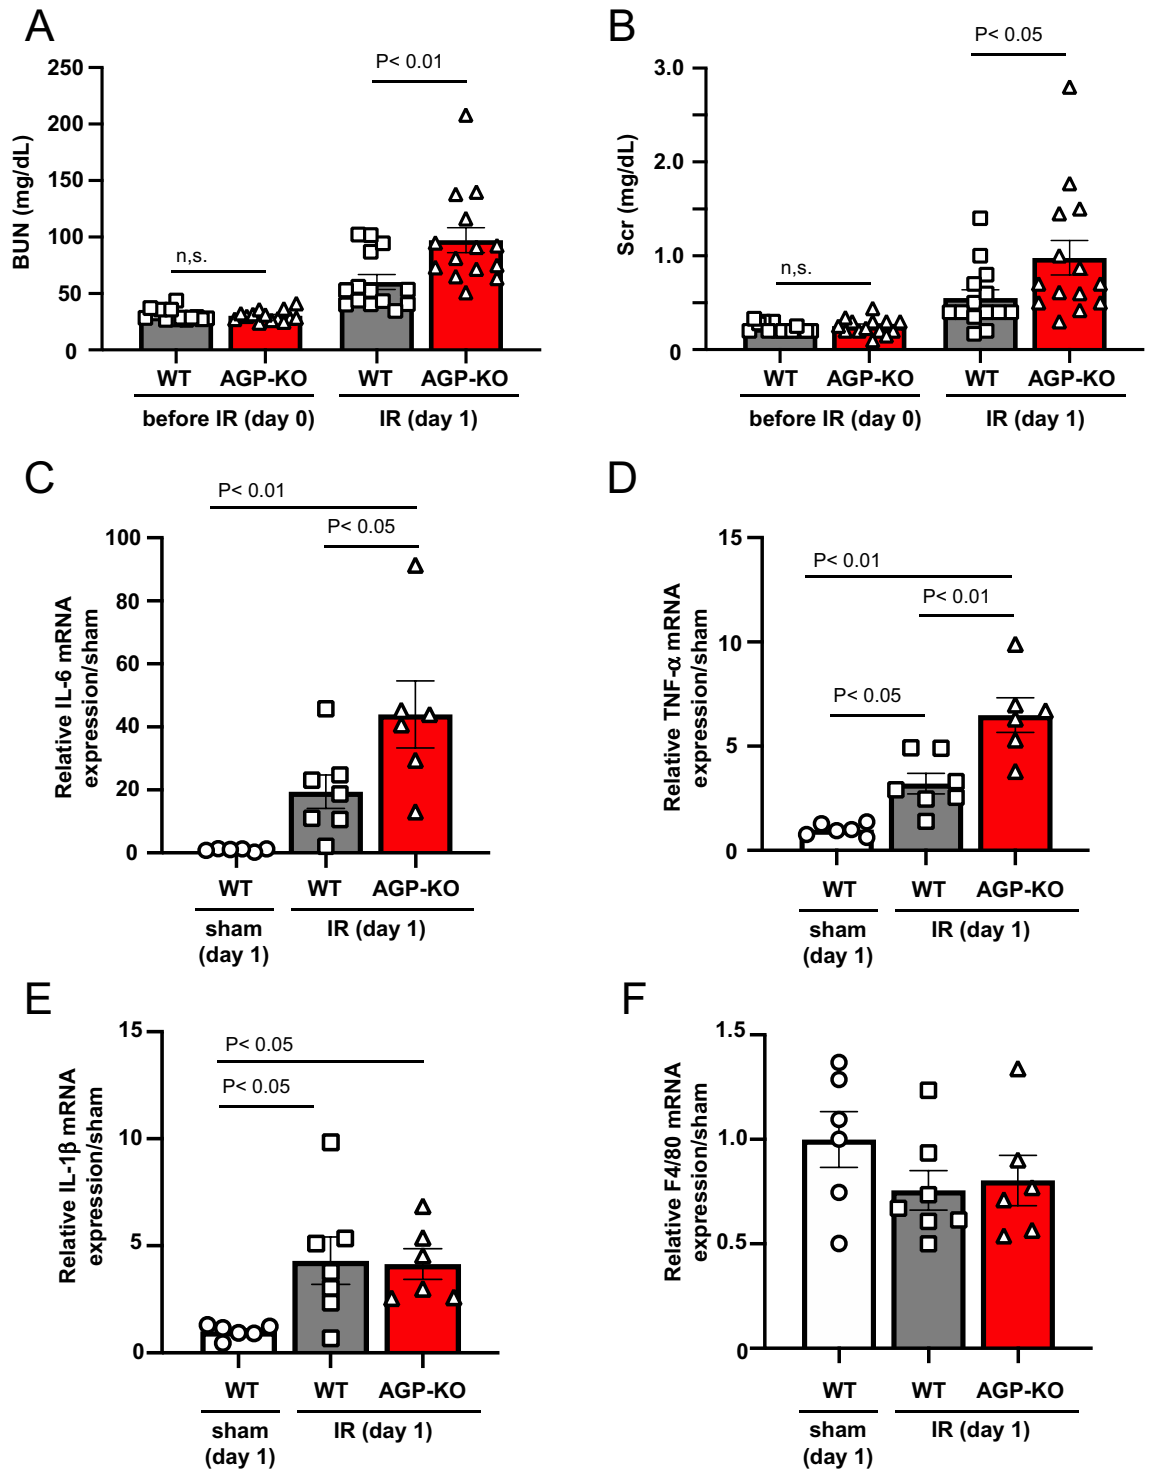 A
P< 0.01
250
200
150
100
50
0
BUN (mg/dL)
n,s.
WT AGP-KO WT AGP-KO
before IR (day 0) IR (day 1)
B
P< 0.05
3.0
2.0
1.0
0
Scr (mg/dL)
n,s.
WT AGP-KO WT AGP-KO
before IR (day 0) IR (day 1)
C
P< 0.01
P< 0.05
100
80
60
40
20
0
Relative IL-6 mRNA
expression/sham
WT WT AGP-KO
sham IR (day 1)
(day 1)
D
15
10
5
0
Relative TNF-α mRNA
expression/sham
P< 0.01
P< 0.01
P< 0.05
WT WT AGP-KO
sham IR (day 1)
(day 1)
E
15
10
5
0
Relative IL-1β mRNA
expression/sham
P< 0.05
P< 0.05
WT WT AGP-KO
sham IR (day 1)
(day 1)
F
1.5
1.0
0.5
0
Relative F4/80 mRNA
expression/sham
WT WT AGP-KO
sham IR (day 1)
(day 1)